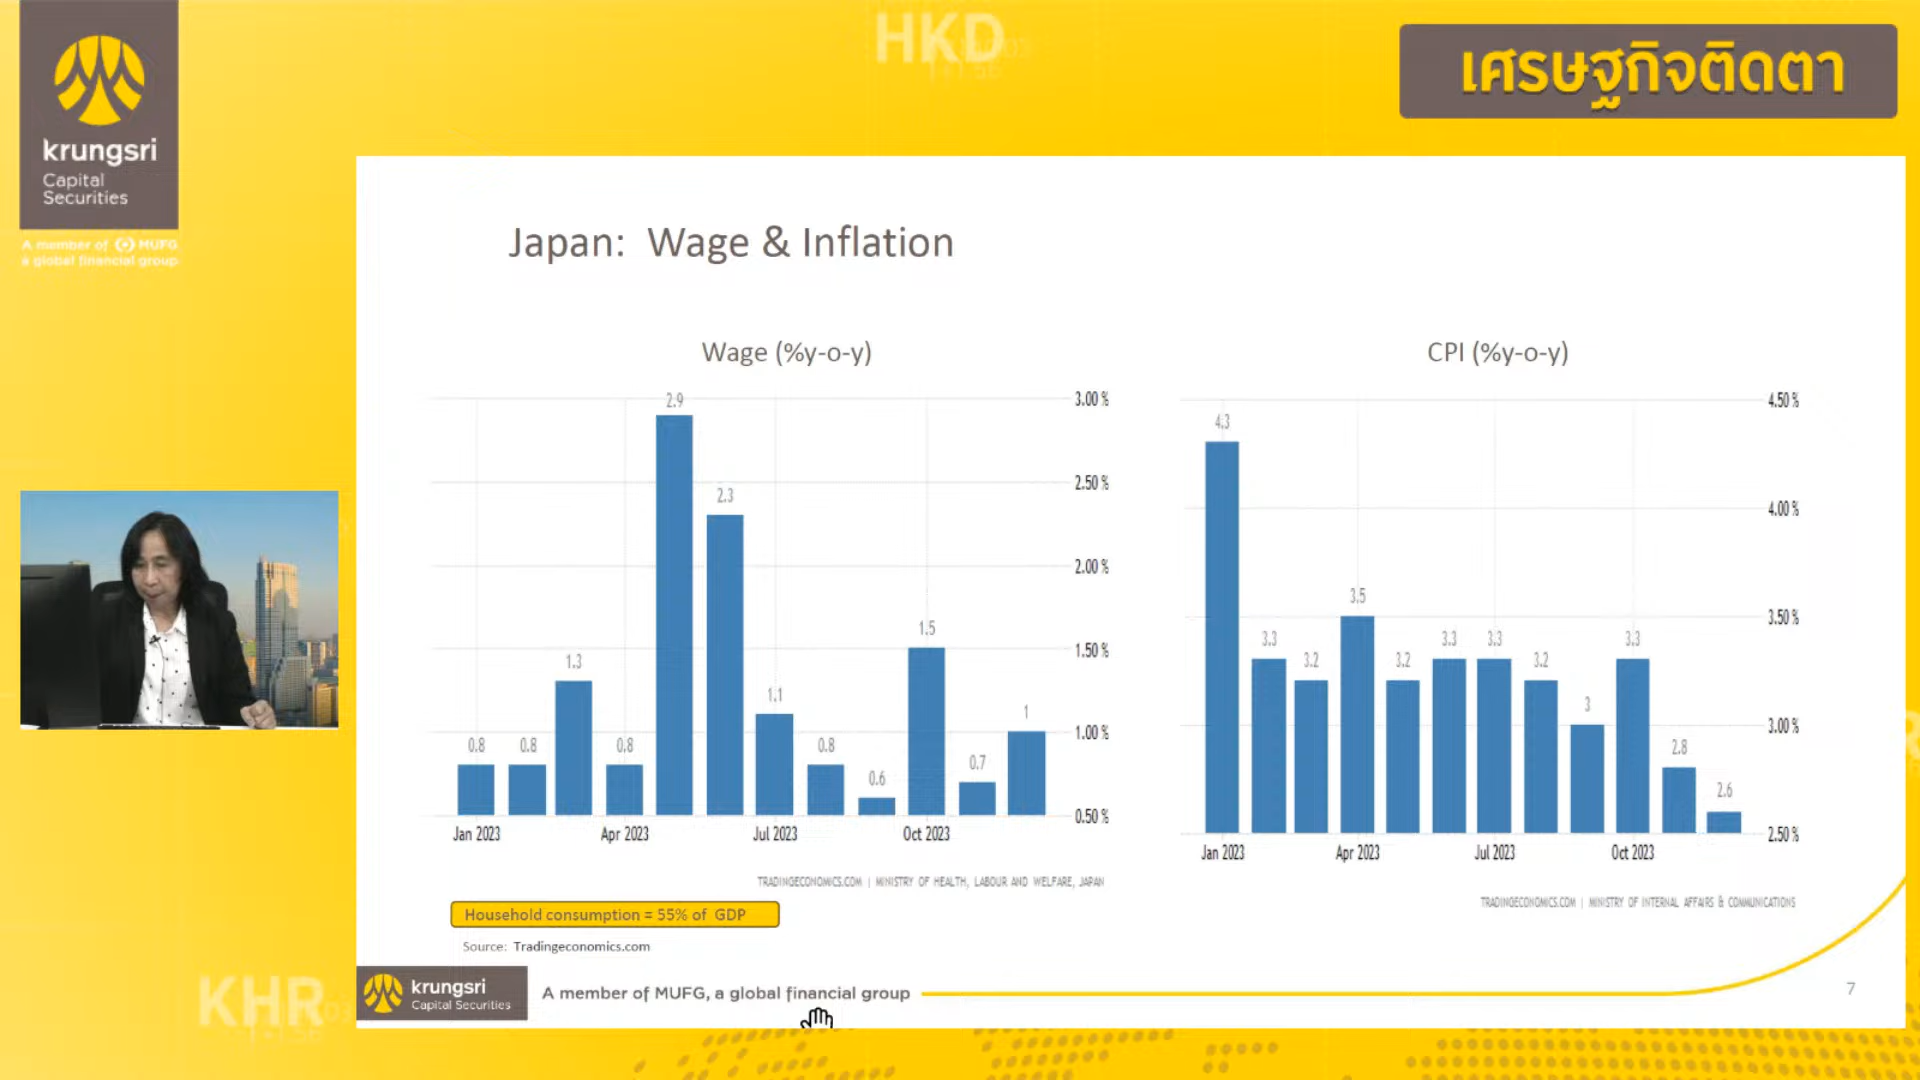 HKD
เศรษฐกิจติดตา
krungsri
Capital
Securities
A member of MUFG
a global financial group
Japan: Wage & Inflation
Wage (%y-o-y)
3.00 %
2.50 %
2.00 %
1.50 %
1.00 %
0.50 %
0.8
0.8
1.3
0.8
2.9
2.3
1.1
0.8
0.6
1.5
0.7
1
Jan 2023
Apr 2023
Jul 2023
Oct 2023
TRADINGECONOMICS.COM | MINISTRY OF HEALTH, LABOUR AND WELFARE, JAPAN
CPI (%y-o-y)
4.50 %
4.00 %
3.50 %
3.00 %
2.50 %
4.3
3.3
3.2
3.5
3.2
3.3
3.3
3.2
3
3.3
2.8
2.6
Jan 2023
Apr 2023
Jul 2023
Oct 2023
TRADINGECONOMICS.COM | MINISTRY OF INTERNAL AFFAIRS & COMMUNICATIONS
Household consumption = 55% of GDP
Source: Tradingeconomics.com
krungsri
Capital Securities
A member of MUFG, a global financial group
7
KHR